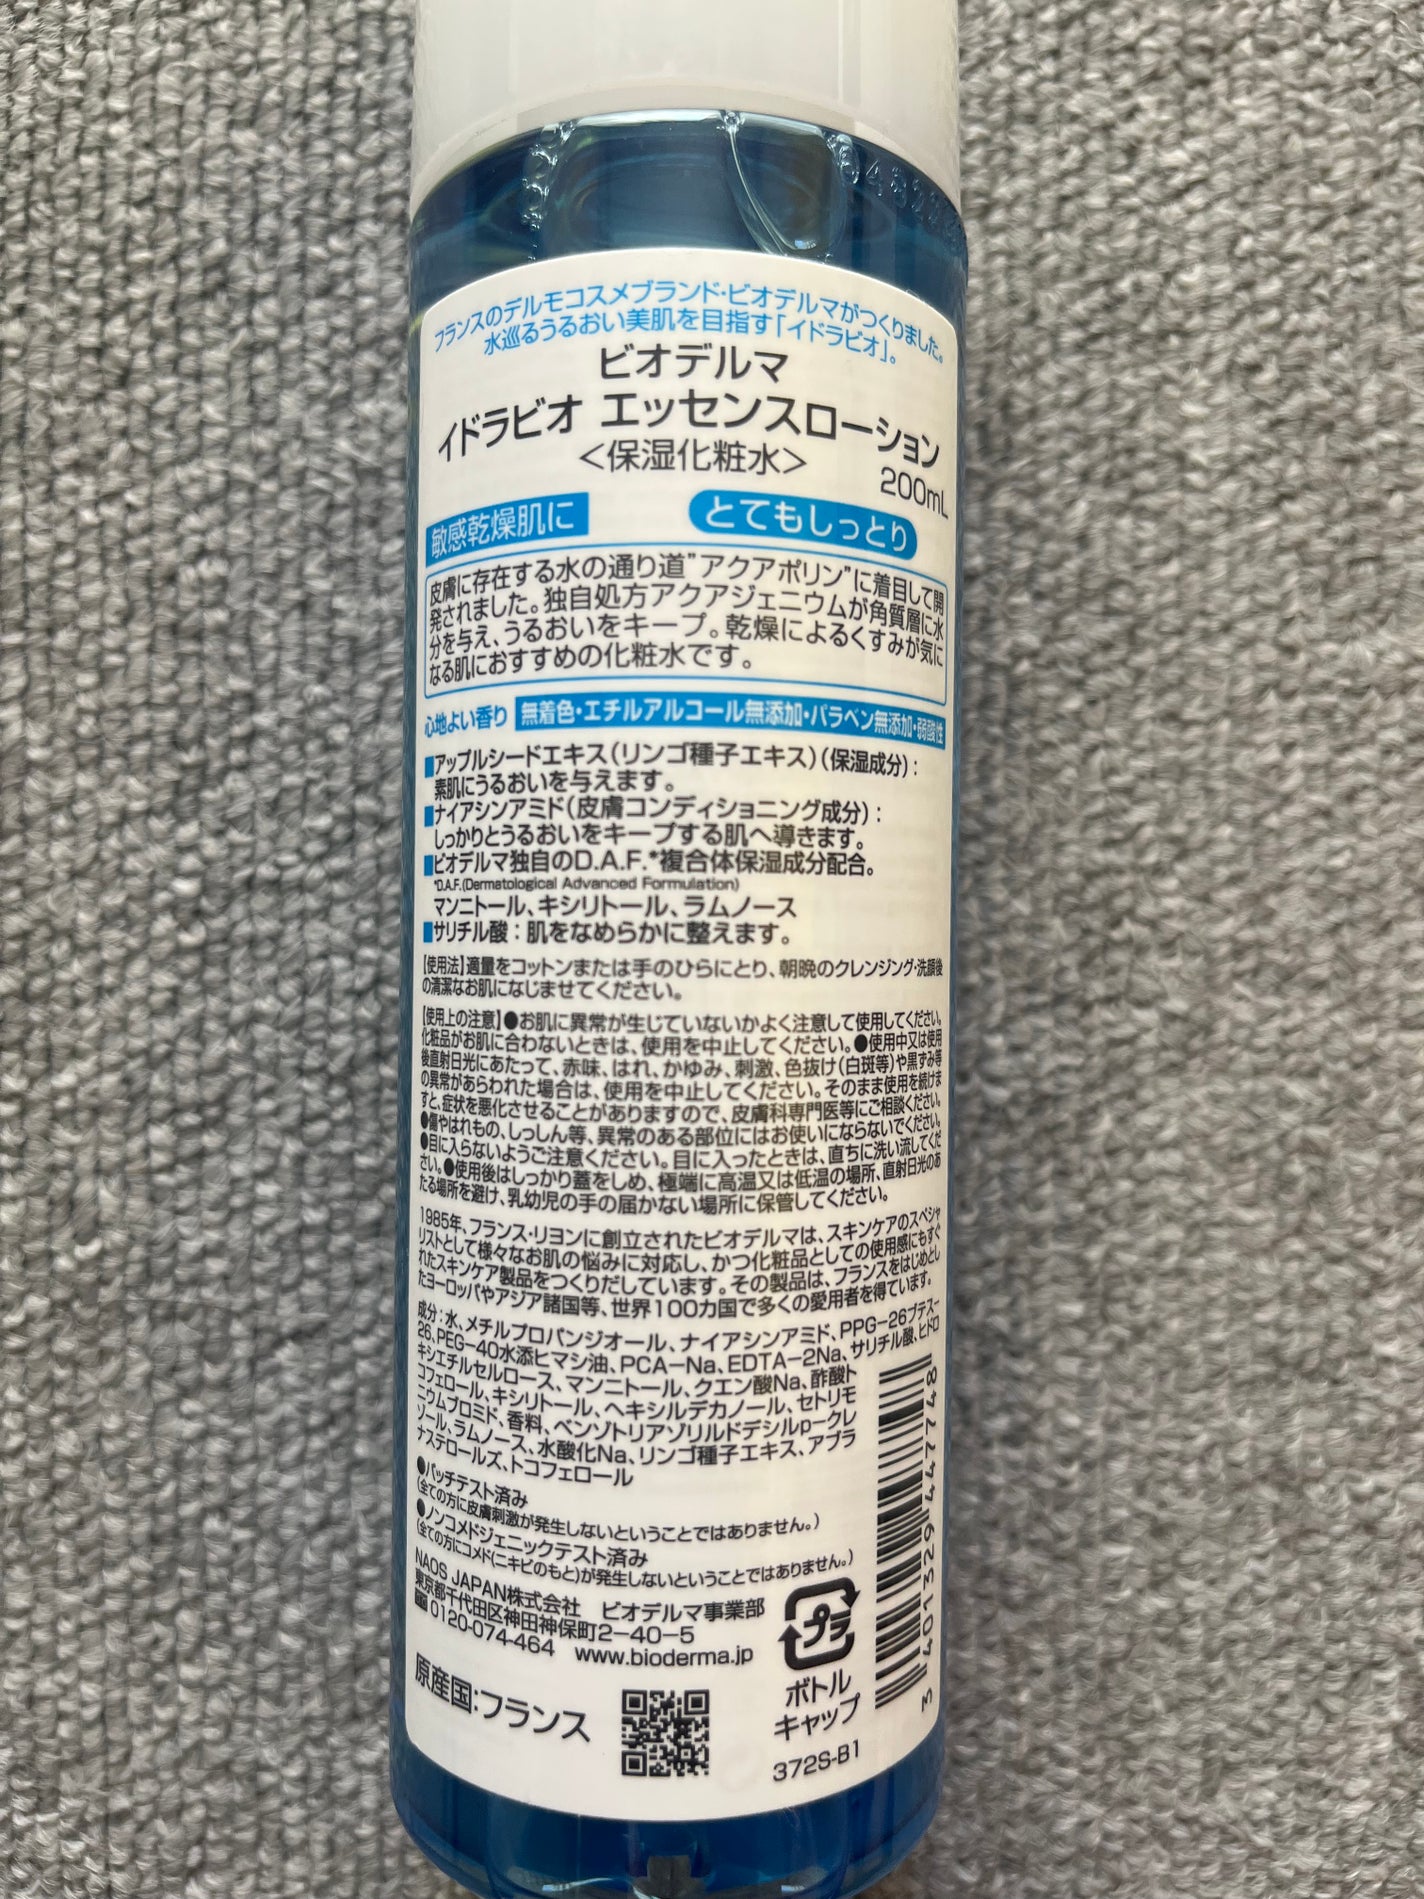 フランスのデルモコスメブランド・ビオデルマがつくりました。
水巡るうるおい美肌を目指す「イドラビオ」。
ビオデルマ
イドラビオ エッセンスローション
<保湿化粧水>
200mL
敏感乾燥肌に
とてもしっとり
皮膚に存在する水の通り道"アクアポリン"に着目して開
発されました。独自処方アクアジェニウムが角質層に水
分を与え、うるおいをキープ。乾燥によるくすみが気に
なる肌におすすめの化粧水です。
心地よい香り 無着色・エチルアルコール無添加・パラベン無添加・弱酸性
■アップルシードエキス(リンゴ種子エキス)(保湿成分):
素肌にうるおいを与えます。
■ナイアシンアミド(皮膚コンディショニング成分):
しっかりとうるおいをキープする肌へ導きます。
■ビオデルマ独自のD.A.F.*複合体保湿成分配合。
*D.A.F.(Dermatological Advanced Formulation)
マンニトール、キシリトール、ラムノース
■サリチル酸:肌をなめらかに整えます。
【使用法】適量をコットンまたは手のひらにとり、朝晩のクレンジング・洗顔後
の清潔なお肌になじませてください。
【使用上の注意】●お肌に異常が生じていないかよく注意して使用してください。
化粧品がお肌に合わないときは、使用を中止してください。●使用中又は使用
後直射日光にあたって、赤味、はれ、かゆみ、刺激、色抜け(白斑等)や黒ずみ等
の異常があらわれた場合は、使用を中止してください。そのまま使用を続けま
すと、症状を悪化させることがありますので、皮膚科専門医等にご相談ください。
●傷やはれもの、しっしん等、異常のある部位にはお使いにならないでください。
●目に入らないようご注意ください。目に入ったときは、直ちに洗い流してくだ
さい。●使用後はしっかり蓋をしめ、極端に高温又は低温の場所、直射日光のあ
たる場所を避け、乳幼児の手の届かない場所に保管してください。
1985年、フランス・リヨンに創立されたビオデルマは、スキンケアのスペシャ
リストとして様々なお肌の悩みに対応し、かつ化粧品としての使用感にもすぐ
れたスキンケア製品をつくりだしています。その製品は、フランスをはじめとし
たヨーロッパやアジア諸国等、世界100カ国で多くの愛用者を得ています。
成分:水、メチルプロパンジオール、ナイアシンアミド、PPG-26ブテス-
26、PEG-40水添ヒマシ油、PCA-Na、EDTA-2Na、サリチル酸、ヒドロ
キシエチルセルロース、マンニトール、クエン酸Na、酢酸ト
コフェロール、キシリトール、ヘキシルデカノール、セトリモ
ニウムブロミド、香料、ベンゾトリアゾリルドデシルp-クレ
ゾール、ラムノース、水酸化Na、リンゴ種子エキス、アブラ
ナステロールズ、トコフェロール
●パッチテスト済み
(全ての方に皮膚刺激が発生しないということではありません。)
●ノンコメドジェニックテスト済み
(全ての方にコメド(ニキビのもと)が発生しないということではありません。)
NAOS JAPAN株式会社 ビオデルマ事業部
東京都千代田区神田神保町2-40-5
0120-074-464 www.bioderma.jp
原産国:フランス
プラ
ボトル
キャップ
372S-B1